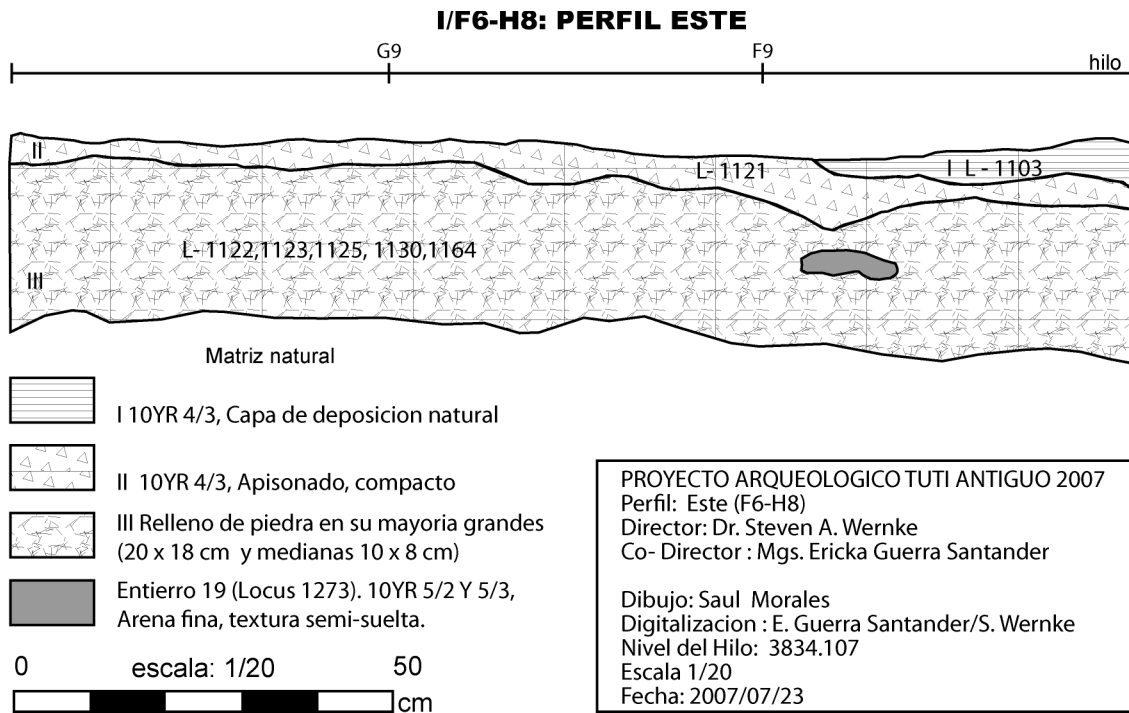 I/F6-H8: PERFIL ESTE
G9
F9
hilo
II
L- 1121
I L - 1103
L- 1122,1123,1125, 1130,1164
III
Matriz natural
I 10YR 4/3, Capa de deposicion natural
II 10YR 4/3, Apisonado, compacto
III Relleno de piedra en su mayoria grandes
(20 x 18 cm y medianas 10 x 8 cm)
Entierro 19 (Locus 1273). 10YR 5/2 Y 5/3,
Arena fina, textura semi-suelta.
0 escala: 1/20 50
cm
PROYECTO ARQUEOLOGICO TUTI ANTIGUO 2007
Perfil: Este (F6-H8)
Director: Dr. Steven A. Wernke
Co- Director : Mgs. Ericka Guerra Santander
Dibujo: Saul Morales
Digitalizacion : E. Guerra Santander/S. Wernke
Nivel del Hilo: 3834.107
Escala 1/20
Fecha: 2007/07/23